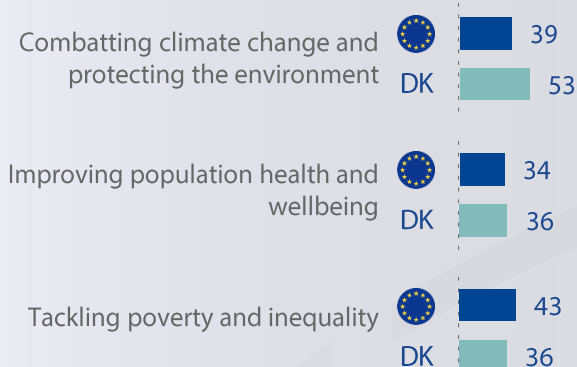 Combatting climate change and
protecting the environment
39
DK 53
Improving population health and
wellbeing
34
DK 36
Tackling poverty and inequality
43
DK 36